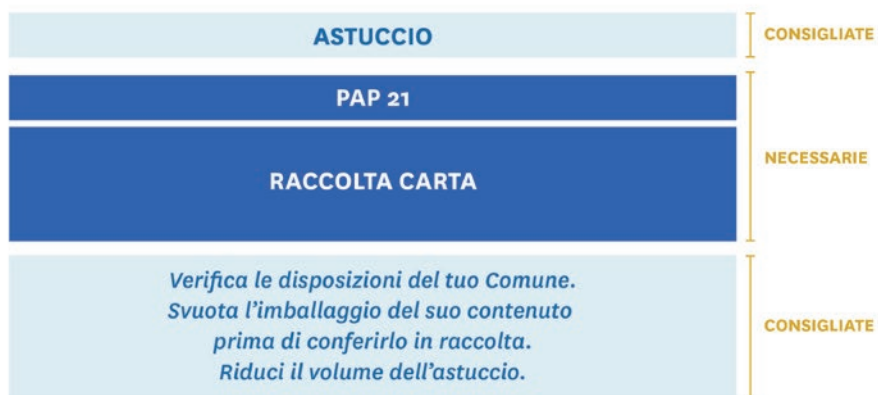 ASTUCCIO
CONSIGLIATE
PAP 21
RACCOLTA CARTA
NECESSARIE
Verifica le disposizioni del tuo Comune.
Svuota l'imballaggio del suo contenuto
prima di conferirlo in raccolta.
Riduci il volume dell'astuccio.
CONSIGLIATE